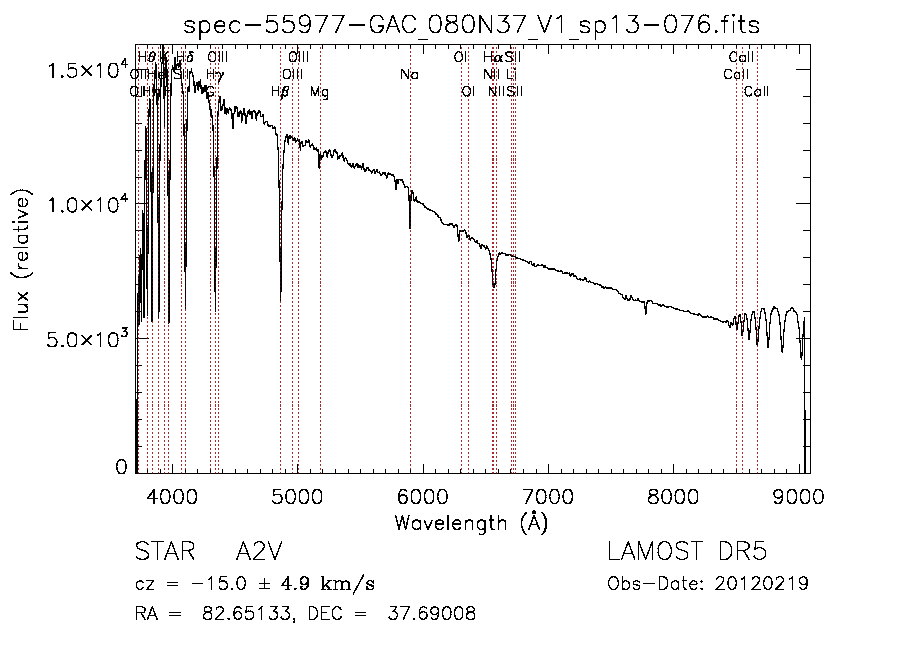 spec-55977-GAC_080N37_V1_sp13-076.fits
Hθ K Hδ OIII OIII OI Hα SII CaII
SII Hγ OIII Na NII Li CaII
H G Hβ Mg OI NII SII CaII
1.5×10⁴
1.0×10⁴
5.0×10³
0
Flux (relative)
4000 5000 6000 7000 8000 9000
Wavelength (Å)
STAR A2V LAMOST DR5
cz = −15.0 ± 4.9 km/s Obs-Date: 20120219
RA = 82.65133, DEC = 37.69008